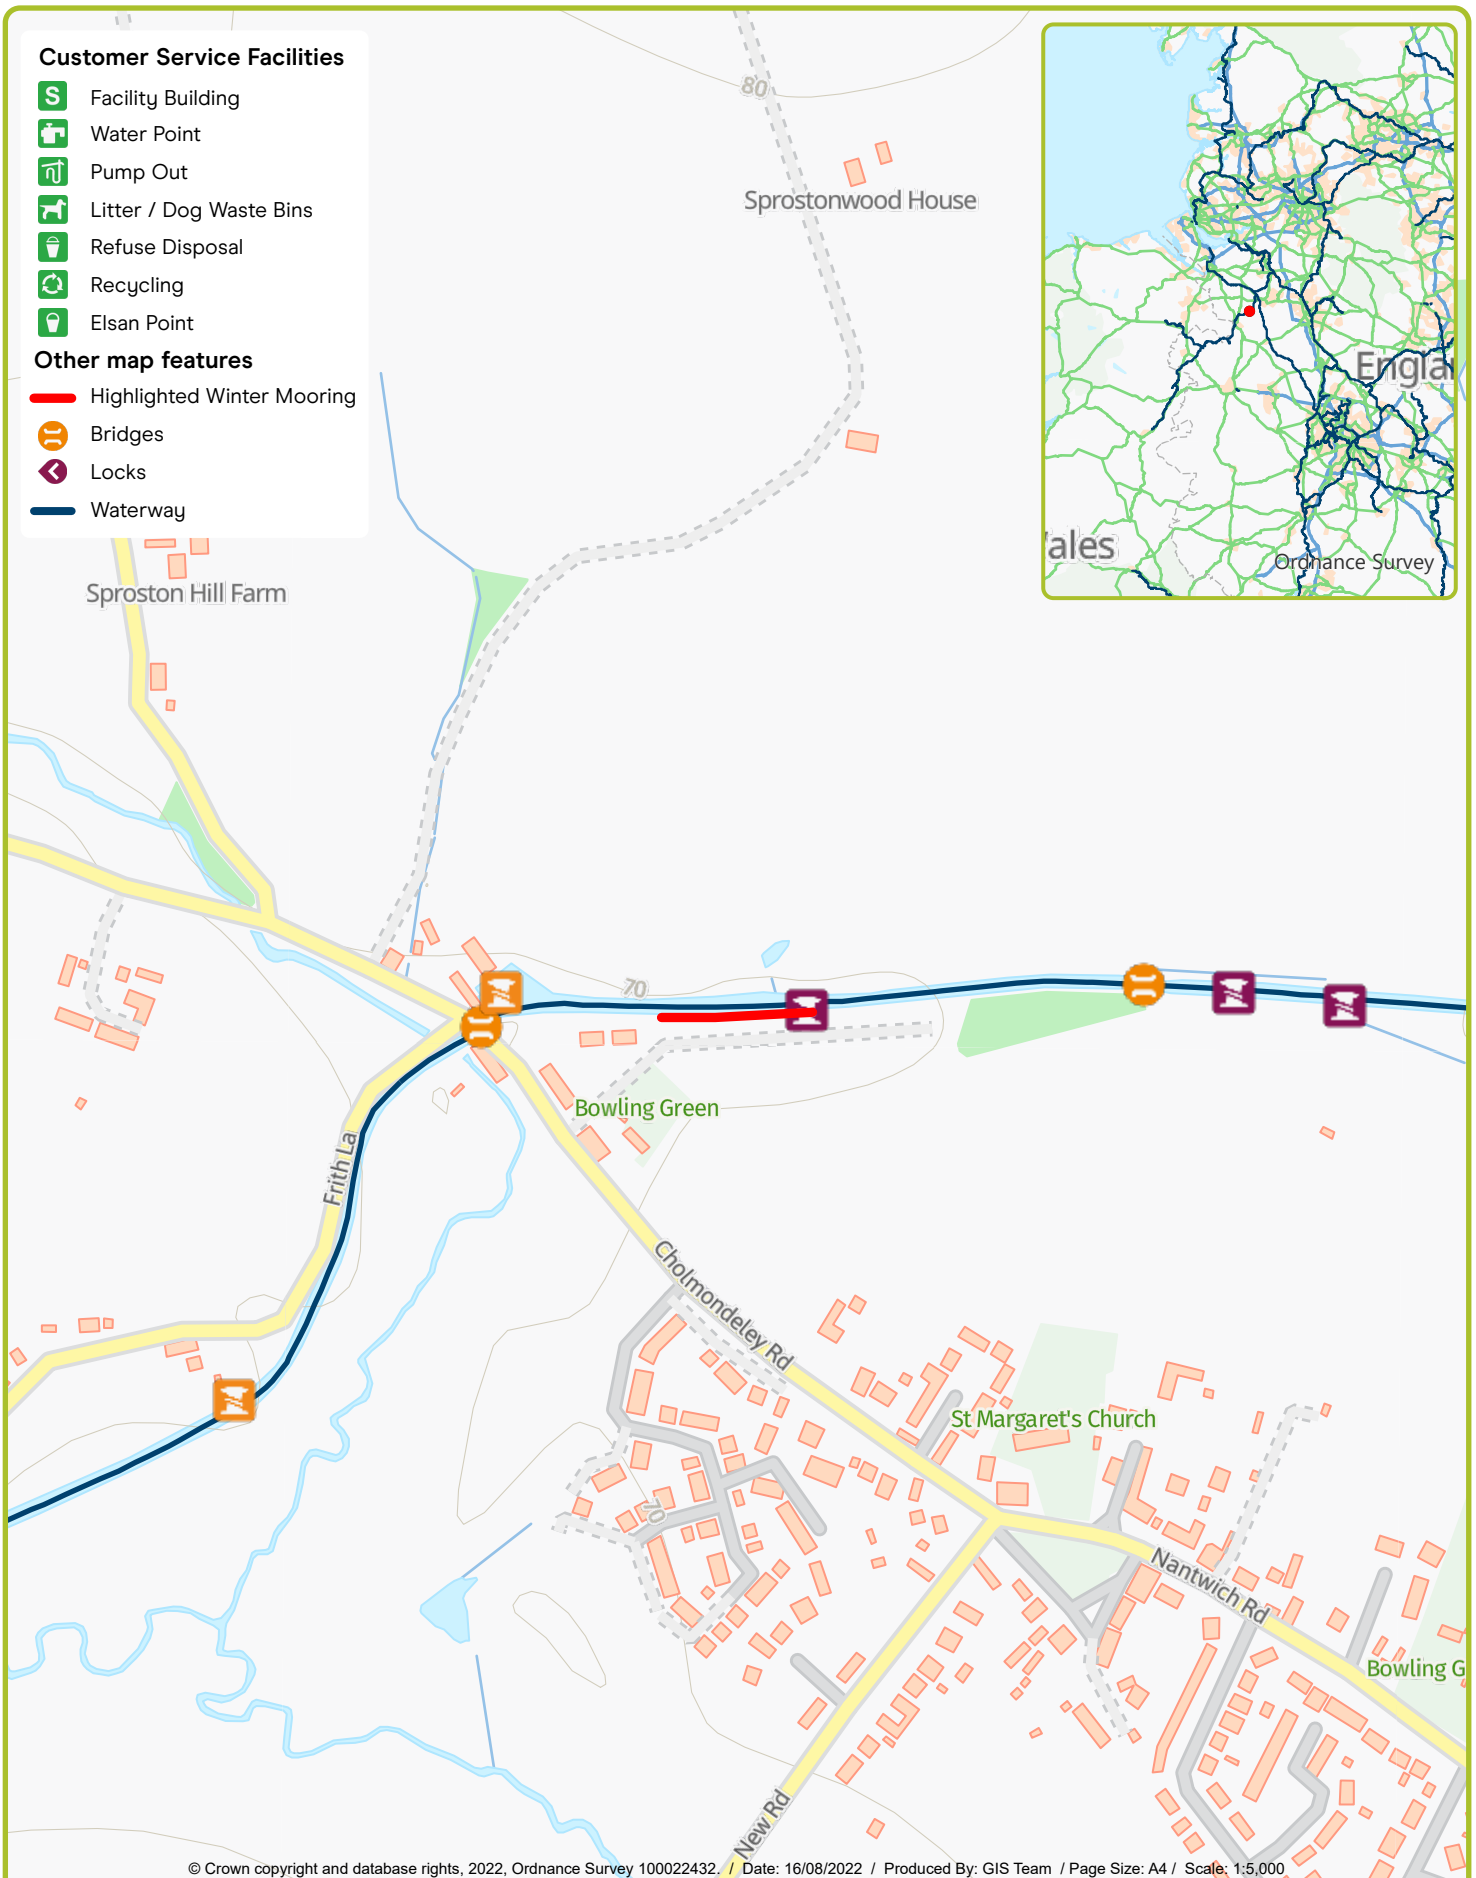 Customer Service Facilities
S Facility Building
Water Point
Pump Out
Litter / Dog Waste Bins
Refuse Disposal
Recycling
Elsan Point
Other map features
Highlighted Winter Mooring
Bridges
Locks
Waterway
80
Sprostonwood House
Englan
ales
Ordnance Survey
Sproston Hill Farm
70
Bowling Green
Frith La
Cholmondeley Rd
St Margaret's Church
70
Nantwich Rd
Bowling G
New Rd
© Crown copyright and database rights, 2022, Ordnance Survey 100022432. / Date: 16/08/2022 / Produced By: GIS Team / Page Size: A4 / Scale: 1:5,000